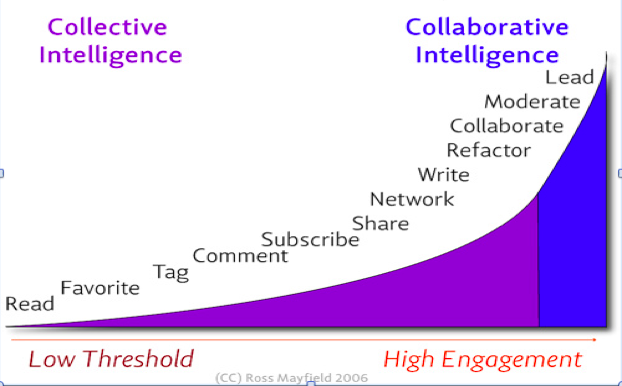 Collective
Intelligence
Collaborative
Intelligence
Lead
Moderate
Collaborate
Refactor
Write
Network
Share
Subscribe
Comment
Tag
Favorite
Read
Low Threshold
High Engagement
(CC) Ross Mayfield 2006